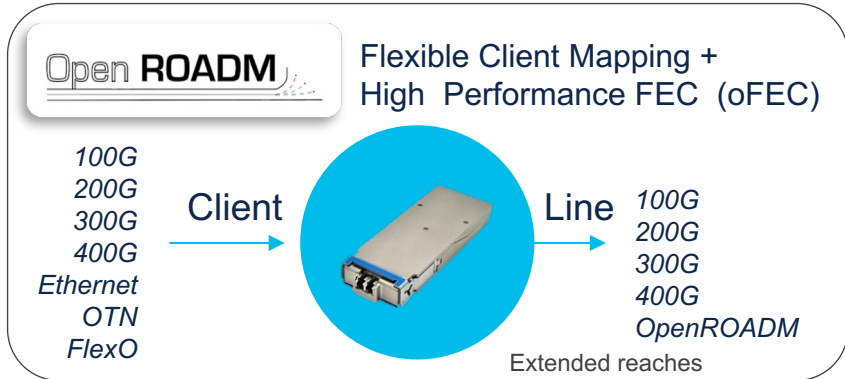 Open ROADM
Flexible Client Mapping +
High Performance FEC (oFEC)
100G
200G
300G
400G
Ethernet
OTN
FlexO
Client
Line
100G
200G
300G
400G
OpenROADM
Extended reaches